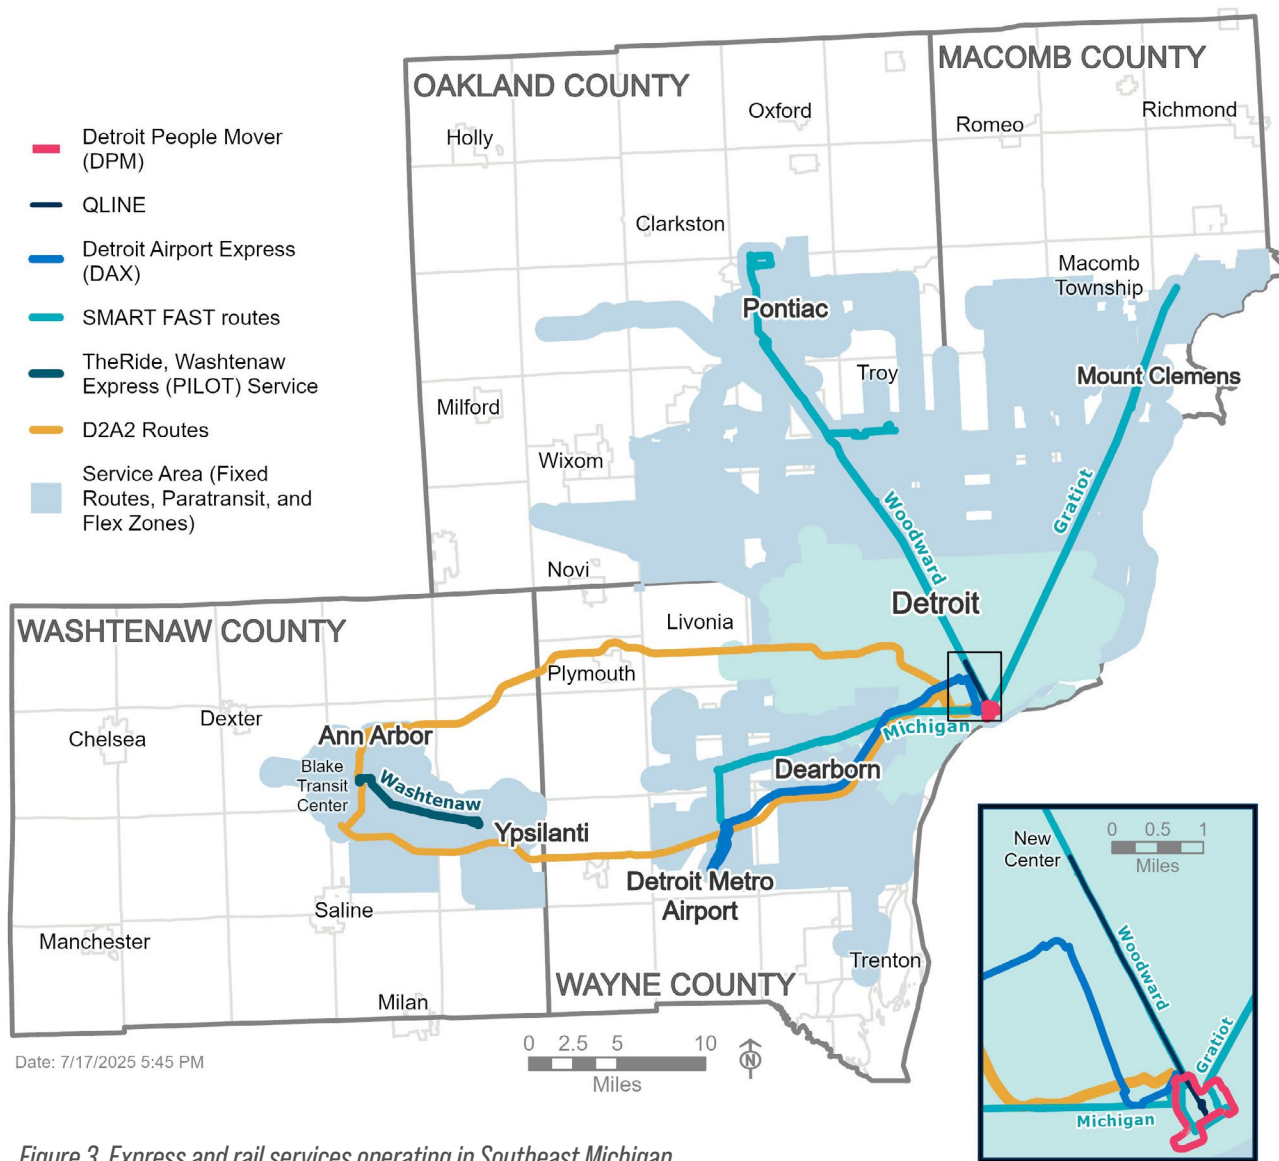 OAKLAND COUNTY
MACOMB COUNTY
Holly
Oxford
Romeo
Richmond
Clarkston
Macomb
Township
Pontiac
Troy
Mount Clemens
Milford
Wixom
Woodward
Gratiot
Novi
Detroit
Detroit People Mover
(DPM)
QLINE
Detroit Airport Express
(DAX)
SMART FAST routes
TheRide, Washtenaw
Express (PILOT) Service
D2A2 Routes
Service Area (Fixed
Routes, Paratransit, and
Flex Zones)
WASHTENAW COUNTY
Livonia
Plymouth
Dexter
Chelsea
Ann Arbor
Blake
Transit
Center
Washtenaw
Ypsilanti
Michigan
Dearborn
Detroit Metro
Airport
Saline
Manchester
Milan
WAYNE COUNTY
Trenton
Date: 7/17/2025 5:45 PM
0 2.5 5 10
Miles
N
New
Center
0 0.5 1
Miles
Woodward
Gratiot
Michigan
Figure 3. Express and rail services operating in Southeast Michigan